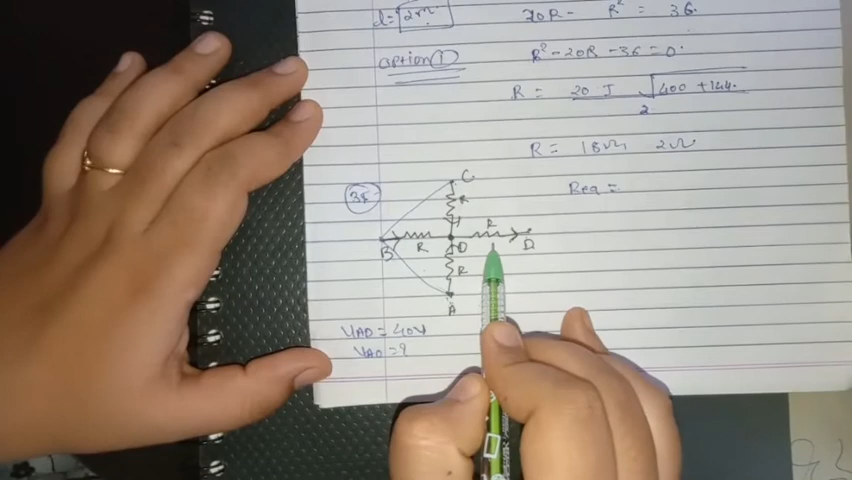 d = 2m.
20R - R² = 36.
option ①
R² - 20R - 36 = 0.
R = 20 ± √400 + 144.
2
R = 18Ω, 2Ω
35
C
Req =
R
R
B
R
O
D
R
A
VAD = 40V
VAO = ?